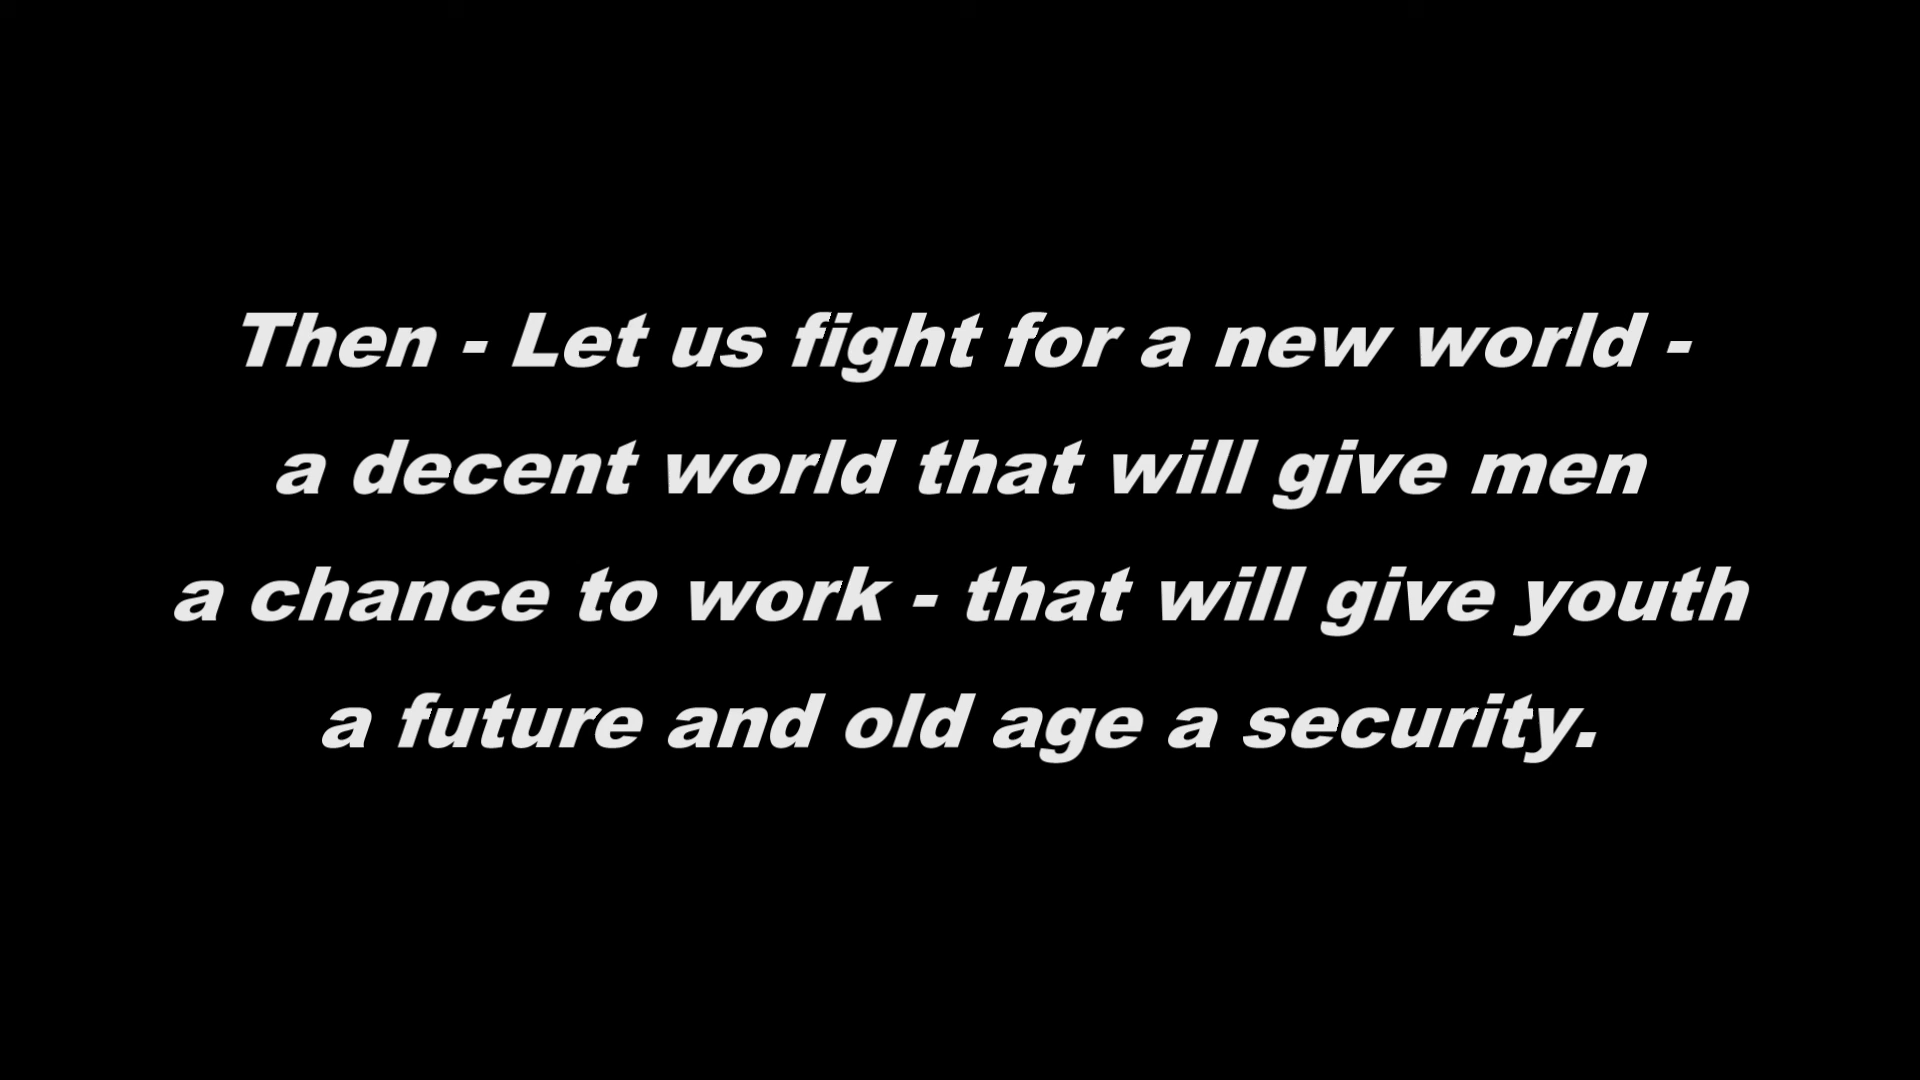 Then - Let us fight for a new world -
a decent world that will give men
a chance to work - that will give youth
a future and old age a security.